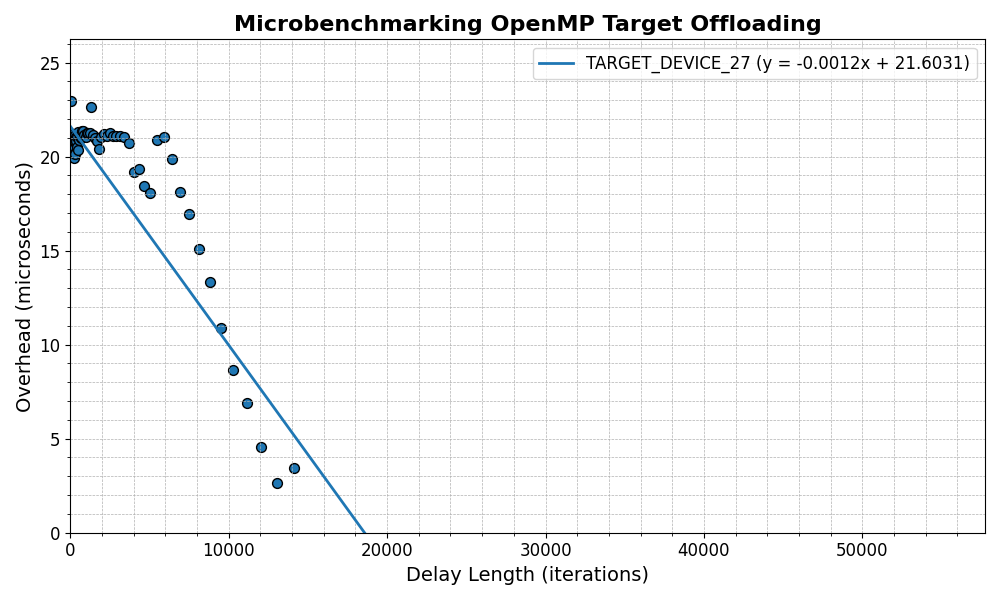 Microbenchmarking OpenMP Target Offloading
TARGET_DEVICE_27 (y = -0.0012x + 21.6031)
Overhead (microseconds)
25
20
15
10
5
0
0 10000 20000 30000 40000 50000
Delay Length (iterations)